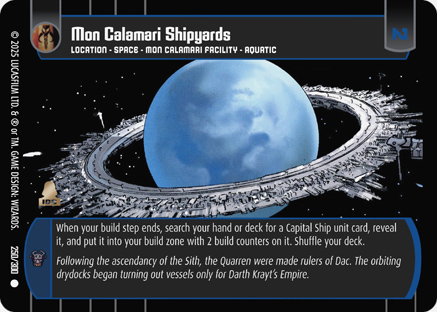 Mon Calamari Shipyards
LOCATION - SPACE - MON CALAMARI FACILITY - AQUATIC
When your build step ends, search your hand or deck for a Capital Ship unit card, reveal
it, and put it into your build zone with 2 build counters on it. Shuffle your deck.
Following the ascendancy of the Sith, the Quarren were made rulers of Dac. The orbiting
drydocks began turning out vessels only for Darth Krayt's Empire.
© 2025 LUCASFILM LTD. & ® or TM. GAME DESIGN, WIZARDS.